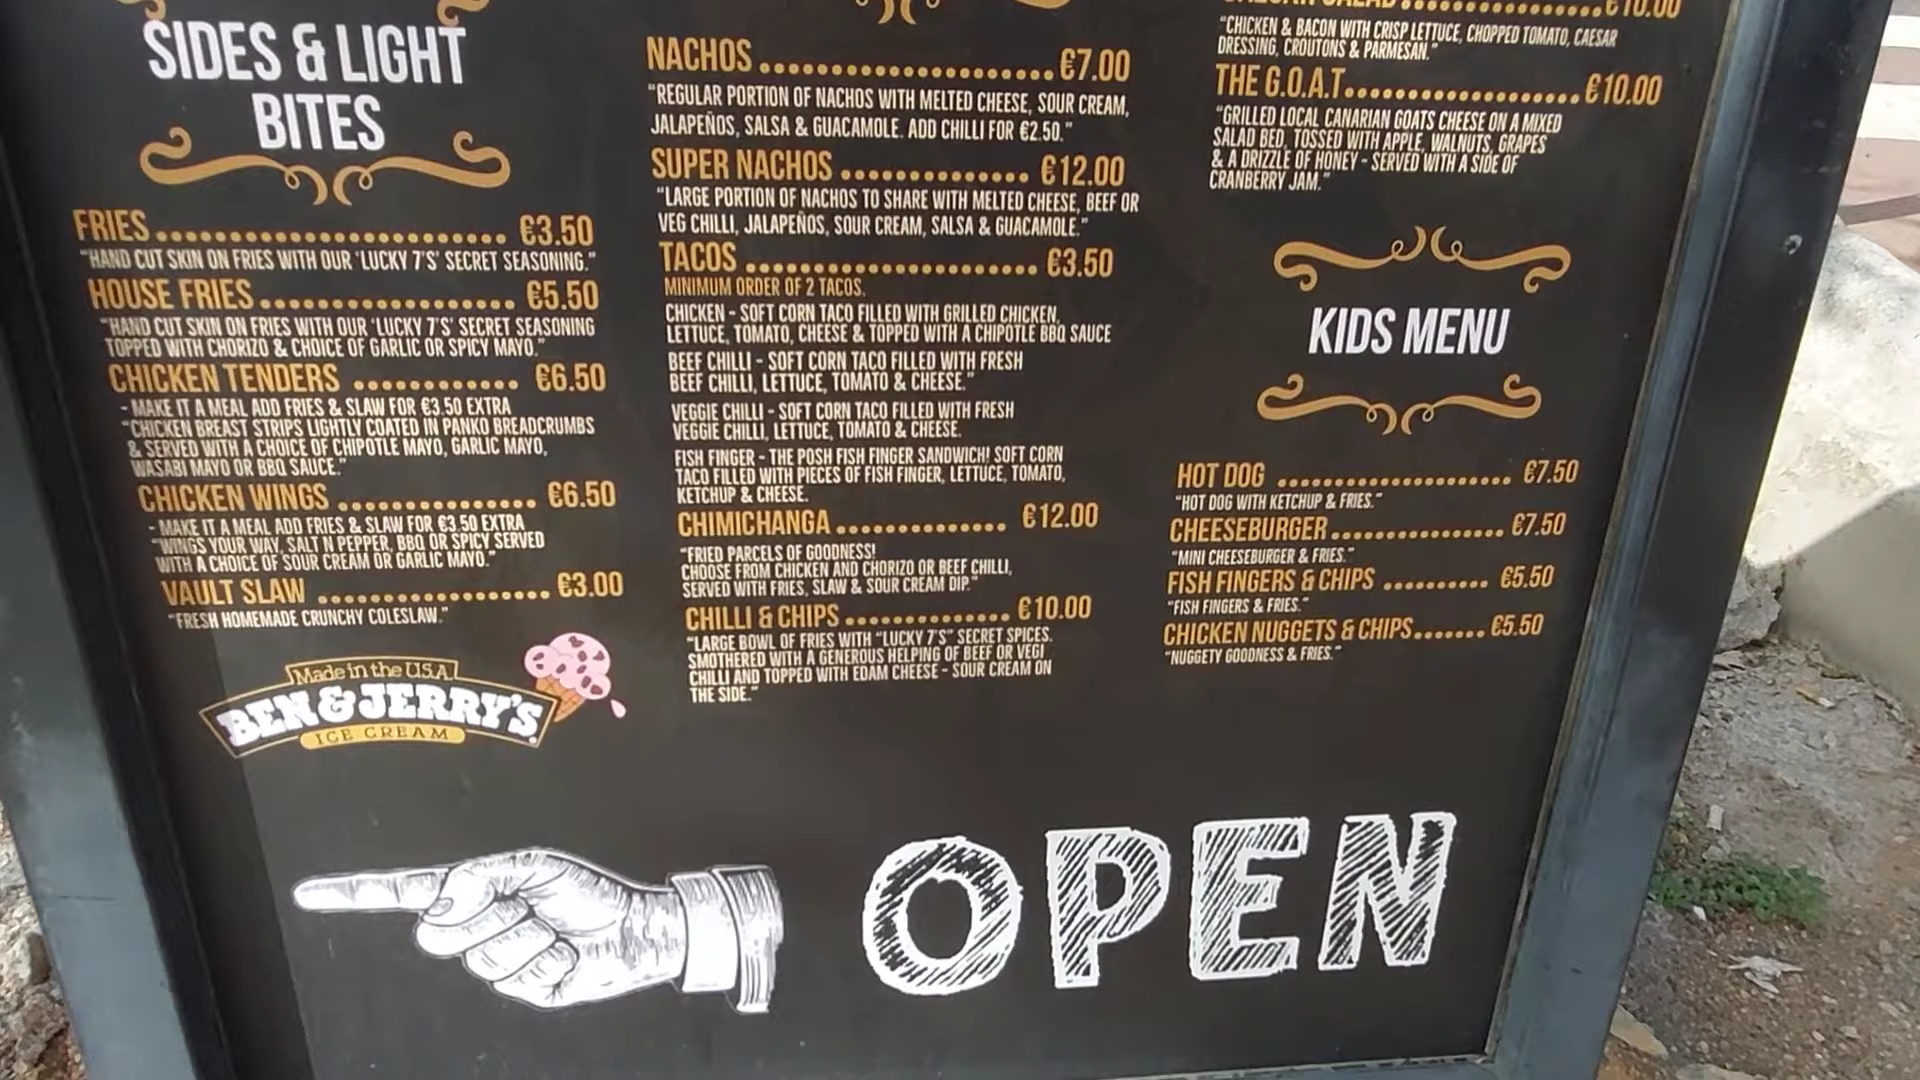 SIDES & LIGHT
BITES
FRIES........................ €3.50
"HAND CUT SKIN ON FRIES WITH OUR 'LUCKY 7'S' SECRET SEASONING."
HOUSE FRIES.................. €5.50
"HAND CUT SKIN ON FRIES WITH OUR 'LUCKY 7'S' SECRET SEASONING
TOPPED WITH CHORIZO & CHOICE OF GARLIC OR SPICY MAYO."
CHICKEN TENDERS ............ €6.50
- MAKE IT A MEAL ADD FRIES & SLAW FOR €3.50 EXTRA
"CHICKEN BREAST STRIPS LIGHTLY COATED IN PANKO BREADCRUMBS
& SERVED WITH A CHOICE OF CHIPOTLE MAYO, GARLIC MAYO,
WASABI MAYO OR BBQ SAUCE."
CHICKEN WINGS .............. €6.50
- MAKE IT A MEAL ADD FRIES & SLAW FOR €3.50 EXTRA
"WINGS YOUR WAY, SALT N PEPPER, BBQ OR SPICY SERVED
WITH A CHOICE OF SOUR CREAM OR GARLIC MAYO."
VAULT SLAW .................. €3.00
"FRESH HOMEMADE CRUNCHY COLESLAW."
Made in the U.S.A.
BEN & JERRY'S
ICE CREAM
NACHOS ..................... €7.00
"REGULAR PORTION OF NACHOS WITH MELTED CHEESE, SOUR CREAM,
JALAPEÑOS, SALSA & GUACAMOLE. ADD CHILLI FOR €2.50."
SUPER NACHOS .............. €12.00
"LARGE PORTION OF NACHOS TO SHARE WITH MELTED CHEESE, BEEF OR
VEG CHILLI, JALAPEÑOS, SOUR CREAM, SALSA & GUACAMOLE."
TACOS ..................... €3.50
MINIMUM ORDER OF 2 TACOS.
CHICKEN - SOFT CORN TACO FILLED WITH GRILLED CHICKEN,
LETTUCE, TOMATO, CHEESE & TOPPED WITH A CHIPOTLE BBQ SAUCE
BEEF CHILLI - SOFT CORN TACO FILLED WITH FRESH
BEEF CHILLI, LETTUCE, TOMATO & CHEESE."
VEGGIE CHILLI - SOFT CORN TACO FILLED WITH FRESH
VEGGIE CHILLI, LETTUCE, TOMATO & CHEESE.
FISH FINGER - THE POSH FISH FINGER SANDWICH! SOFT CORN
TACO FILLED WITH PIECES OF FISH FINGER, LETTUCE, TOMATO,
KETCHUP & CHEESE.
CHIMICHANGA............. €12.00
"FRIED PARCELS OF GOODNESS!
CHOOSE FROM CHICKEN AND CHORIZO OR BEEF CHILLI,
SERVED WITH FRIES, SLAW & SOUR CREAM DIP."
CHILLI & CHIPS ............ €10.00
"LARGE BOWL OF FRIES WITH "LUCKY 7'S" SECRET SPICES.
SMOTHERED WITH A GENEROUS HELPING OF BEEF OR VEGI
CHILLI AND TOPPED WITH EDAM CHEESE - SOUR CREAM ON
THE SIDE."
€10.00
"CHICKEN & BACON WITH CRISP LETTUCE, CHOPPED TOMATO, CAESAR
DRESSING, CROUTONS & PARMESAN."
THE G.O.A.T.................... €10.00
"GRILLED LOCAL CANARIAN GOATS CHEESE ON A MIXED
SALAD BED, TOSSED WITH APPLE, WALNUTS, GRAPES
& A DRIZZLE OF HONEY - SERVED WITH A SIDE OF
CRANBERRY JAM."
KIDS MENU
HOT DOG .................... €7.50
"HOT DOG WITH KETCHUP & FRIES."
CHEESEBURGER............... €7.50
"MINI CHEESEBURGER & FRIES."
FISH FINGERS & CHIPS ......... €5.50
"FISH FINGERS & FRIES."
CHICKEN NUGGETS & CHIPS....... €5.50
"NUGGETY GOODNESS & FRIES."
OPEN